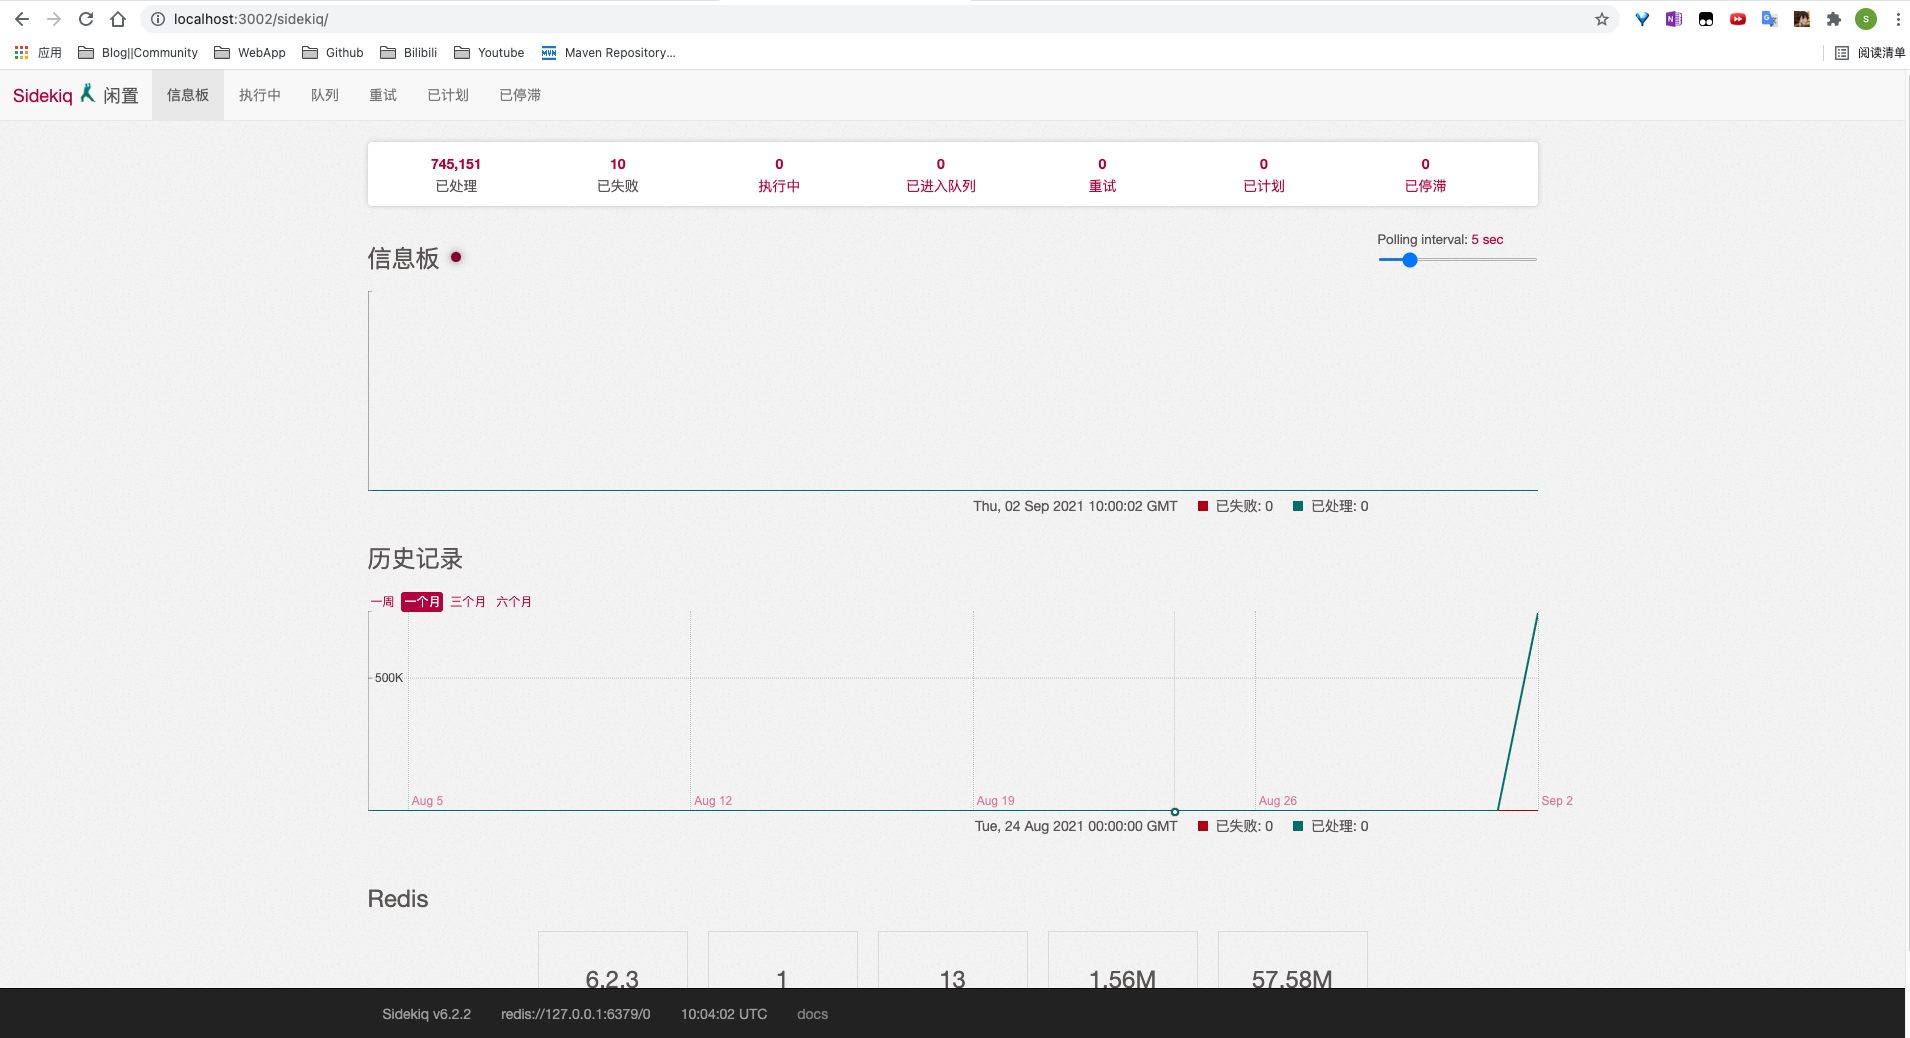 localhost:3002/sidekiq/
S
应用 Blog||Community WebApp Github Bilibili Youtube Maven Repository... 阅读清单
Sidekiq 闲置 信息板 执行中 队列 重试 已计划 已停滞
745,151 10 0 0 0 0 0
已处理 已失败 执行中 已进入队列 重试 已计划 已停滞
Polling interval: 5 sec
信息板
Thu, 02 Sep 2021 10:00:02 GMT 已失败: 0 已处理: 0
历史记录
一周 一个月 三个月 六个月
500K
Aug 5 Aug 12 Aug 19 Aug 26 Sep 2
Tue, 24 Aug 2021 00:00:00 GMT 已失败: 0 已处理: 0
Redis
6.2.3 1 13 1.56M 57.58M
Sidekiq v6.2.2 redis://127.0.0.1:6379/0 10:04:02 UTC docs